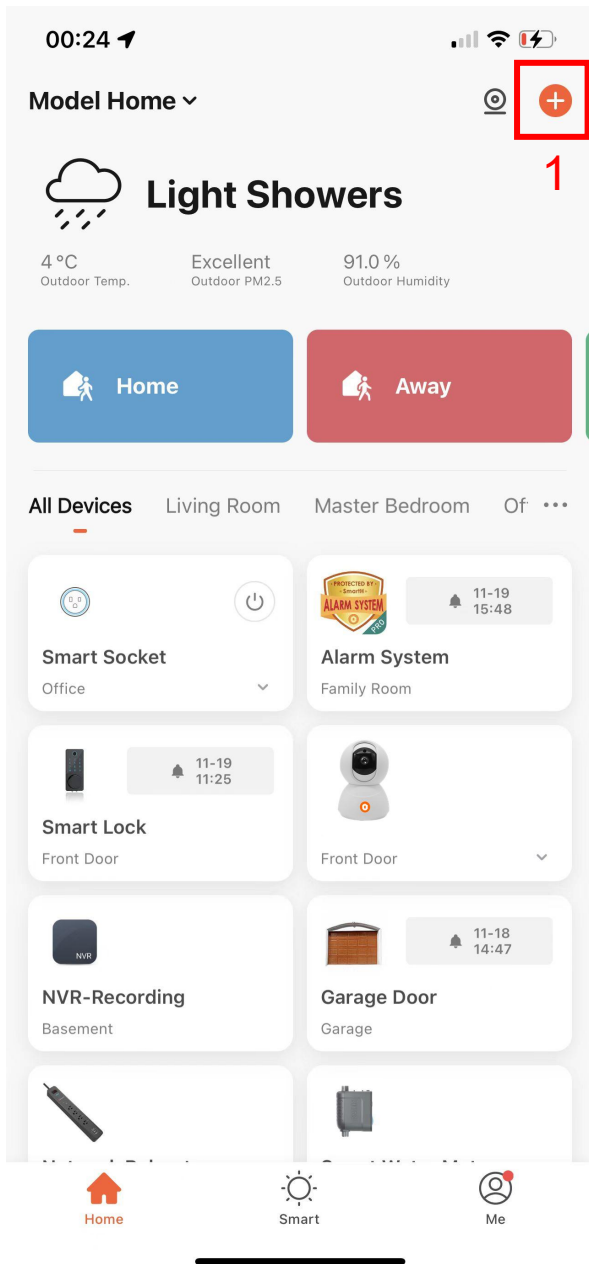 00:24
Model Home
1
Light Showers
4 °C Excellent 91.0 %
Outdoor Temp. Outdoor PM2.5 Outdoor Humidity
Home Away
All Devices Living Room Master Bedroom Of
PROTECTED BY
SmartN
ALARM SYSTEM
PRO
11-19
15:48
Smart Socket Alarm System
Office Family Room
11-19
11:25
Smart Lock
Front Door Front Door
NVR
11-18
14:47
NVR-Recording Garage Door
Basement Garage
Home Smart Me